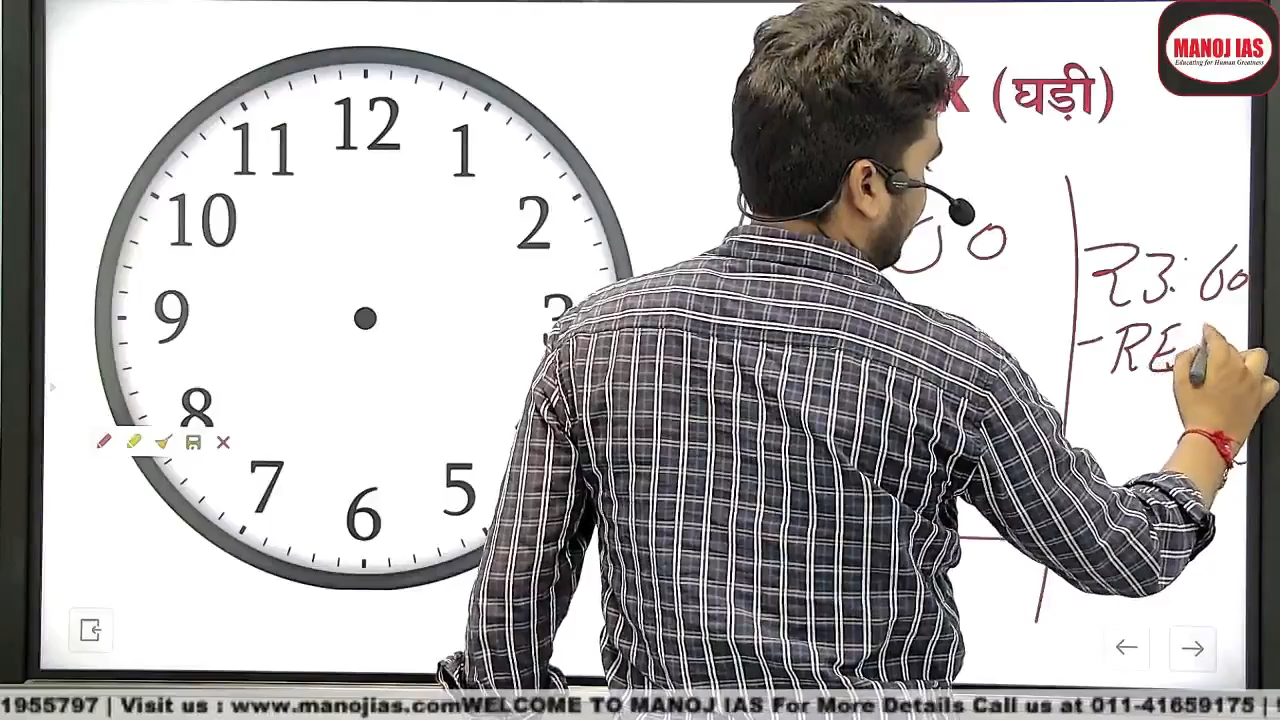 MANOJ IAS
Educating for Human Greatness
K (घड़ी)
12
11
1
10
2
9
3
8
7
5
6
23:60
- RE
1955797 | Visit us : www.manojias.comWELCOME TO MANOJ IAS For More Details Call us at 011-41659175 |